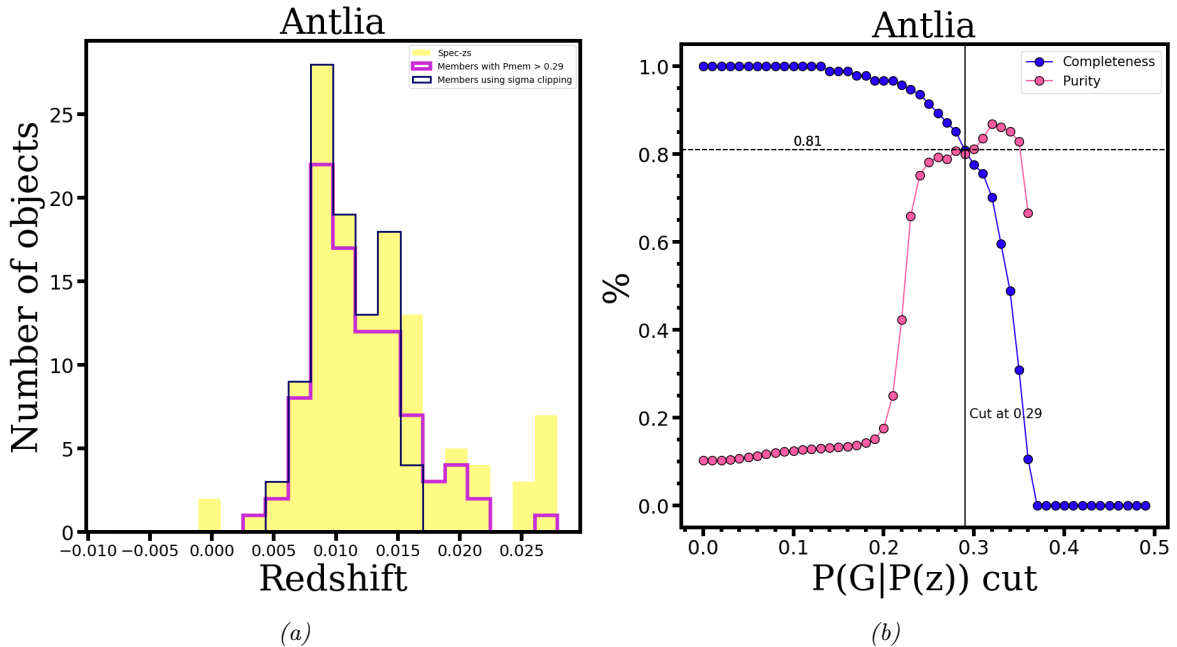 Antlia
Spec-zs
Members with Pmem > 0.29
Members using sigma clipping
Number of objects
25
20
15
10
5
0
−0.010 −0.005 0.000 0.005 0.010 0.015 0.020 0.025
Redshift
(a)
Antlia
Completeness
Purity
%
1.0
0.8
0.6
0.4
0.2
0.0
0.81
Cut at 0.29
0.0 0.1 0.2 0.3 0.4 0.5
P(G|P(z)) cut
(b)